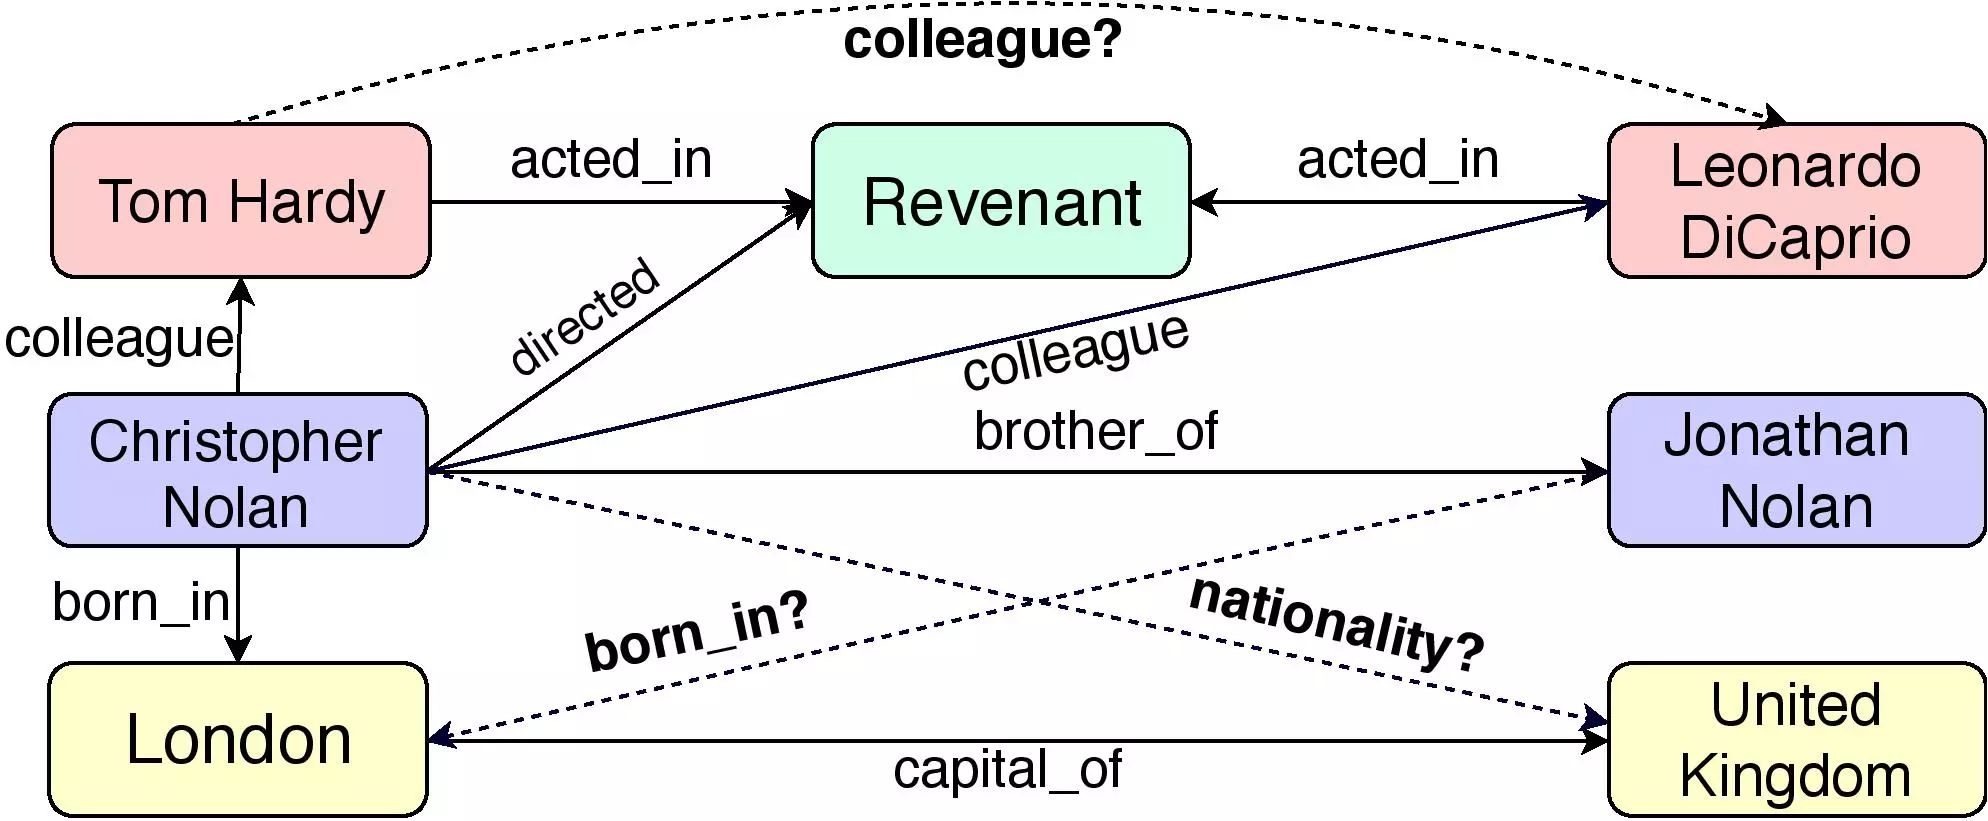 colleague?
Tom Hardy
acted_in
Revenant
acted_in
Leonardo
DiCaprio
colleague
directed
colleague
Christopher
Nolan
brother_of
Jonathan
Nolan
born_in
born_in?
nationality?
London
capital_of
United
Kingdom